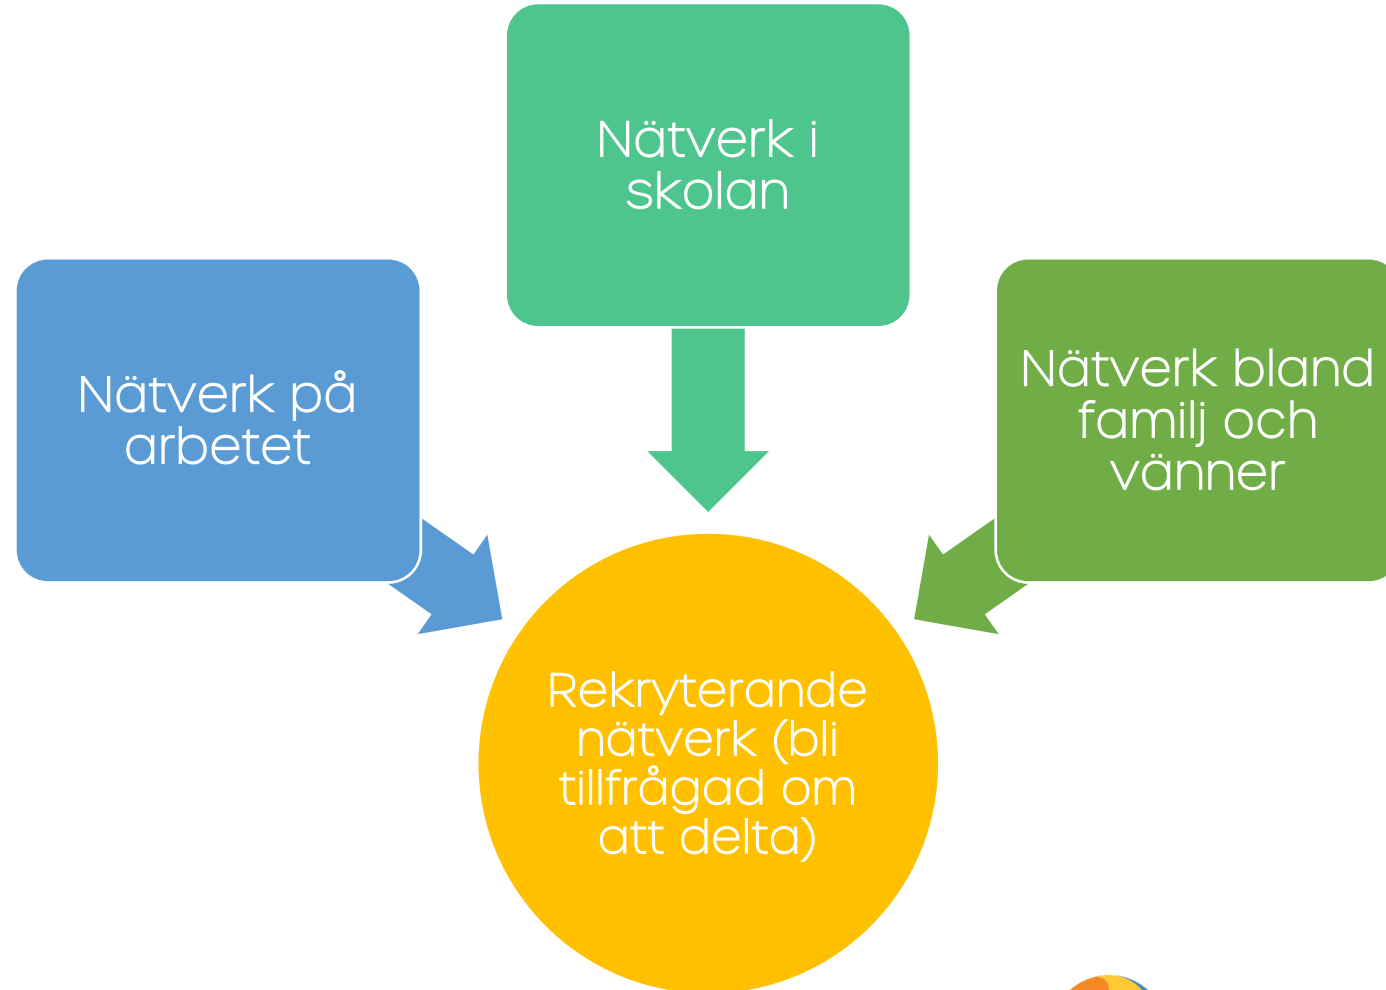 Nätverk i
skolan
Nätverk på
arbetet
Nätverk bland
familj och
vänner
Rekryterande
nätverk (bli
tillfrågad om
att delta)